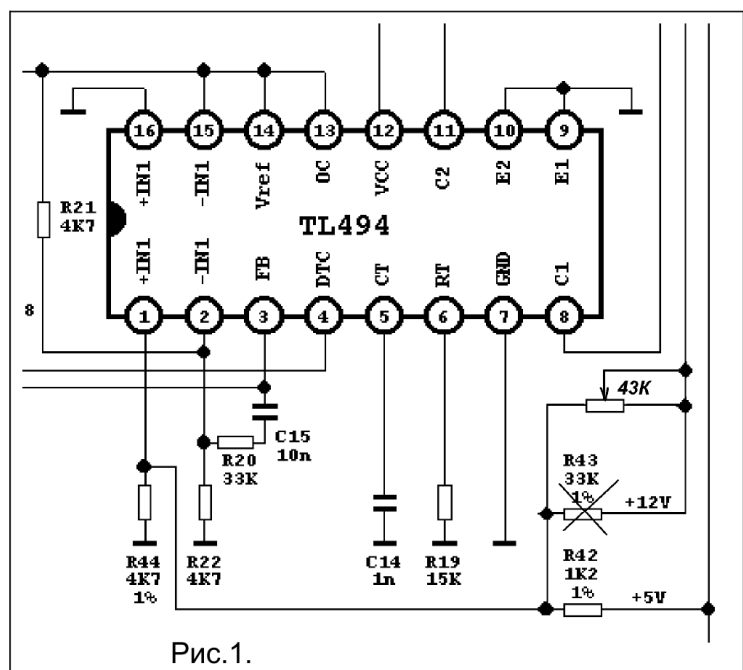 16 15 14 13 12 11 10 9
+IN1 -IN1 Vref OC VCC C2 E2 E1
R21
4K7
TL494
+IN1 -IN1 FB DTC CT RT GND C1
8
1 2 3 4 5 6 7 8
43K
C15
10n
R20
33K
R43
33K
1%
+12V
R44
4K7
1%
R22
4K7
C14
1n
R19
15K
R42
1K2
1%
+5V
Рис.1.